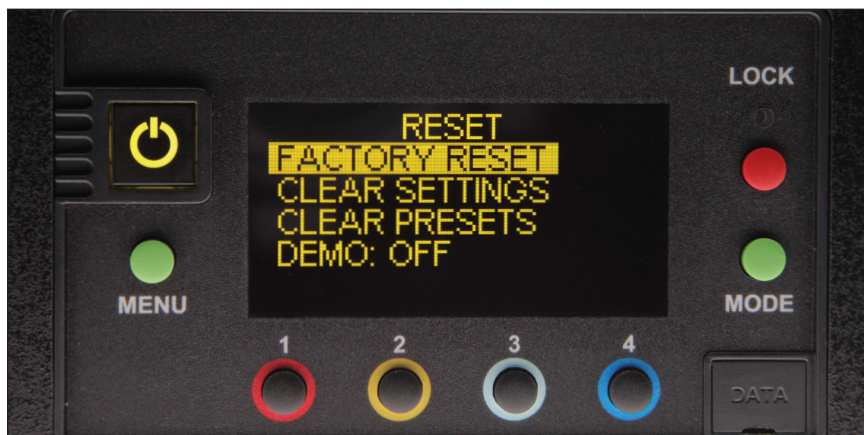 LOCK
RESET
FACTORY RESET
CLEAR SETTINGS
CLEAR PRESETS
DEMO: OFF
MENU
MODE
1 2 3 4
DATA